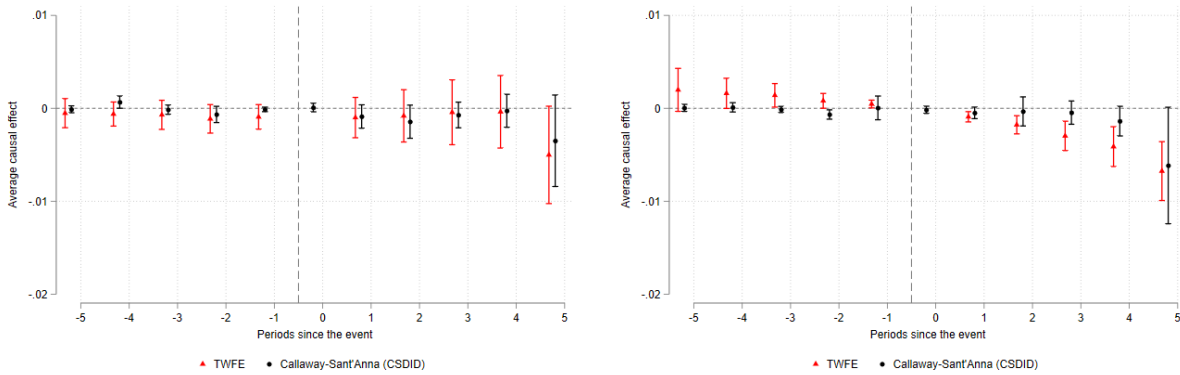 .01
0
-.01
-.02
Average causal effect
-5 -4 -3 -2 -1 0 1 2 3 4 5
Periods since the event
TWFE Callaway-Sant'Anna (CSDID)
.01
0
-.01
-.02
Average causal effect
-5 -4 -3 -2 -1 0 1 2 3 4 5
Periods since the event
TWFE Callaway-Sant'Anna (CSDID)